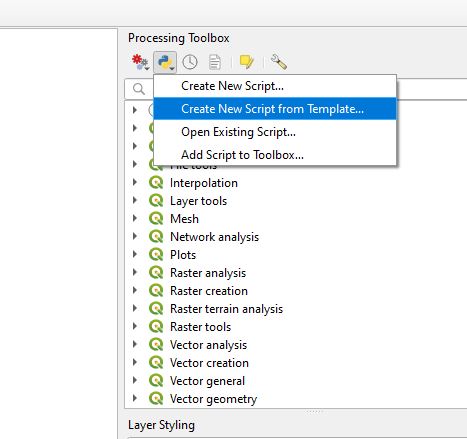 Processing Toolbox
Create New Script...
Create New Script from Template...
Open Existing Script...
Add Script to Toolbox...
Interpolation
Layer tools
Mesh
Network analysis
Plots
Raster analysis
Raster creation
Raster terrain analysis
Raster tools
Vector analysis
Vector creation
Vector general
Vector geometry
Layer Styling